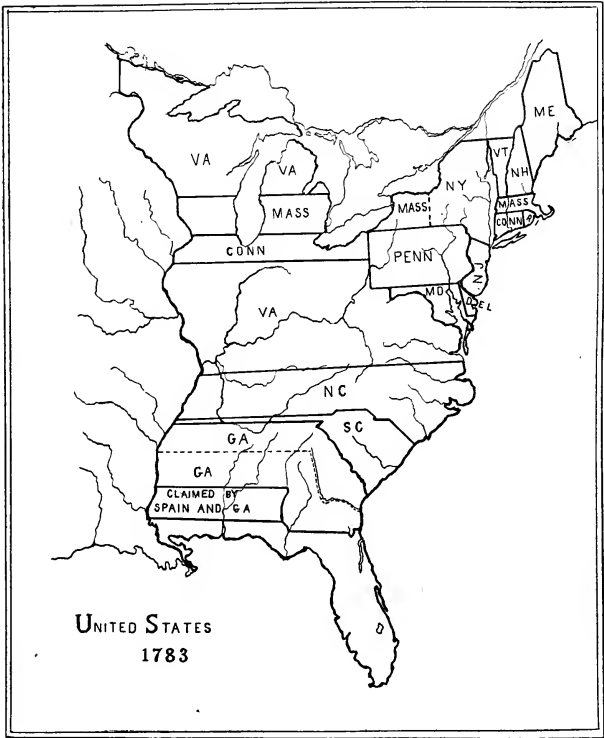 ME
VA
VT
VA
NH
MASS
MASS
NY
MASS
CONN
R I
CONN
PENN
N.J.
MD
DEL
VA
NC
SC
GA
GA
CLAIMED BY
SPAIN AND GA
UNITED STATES
1783